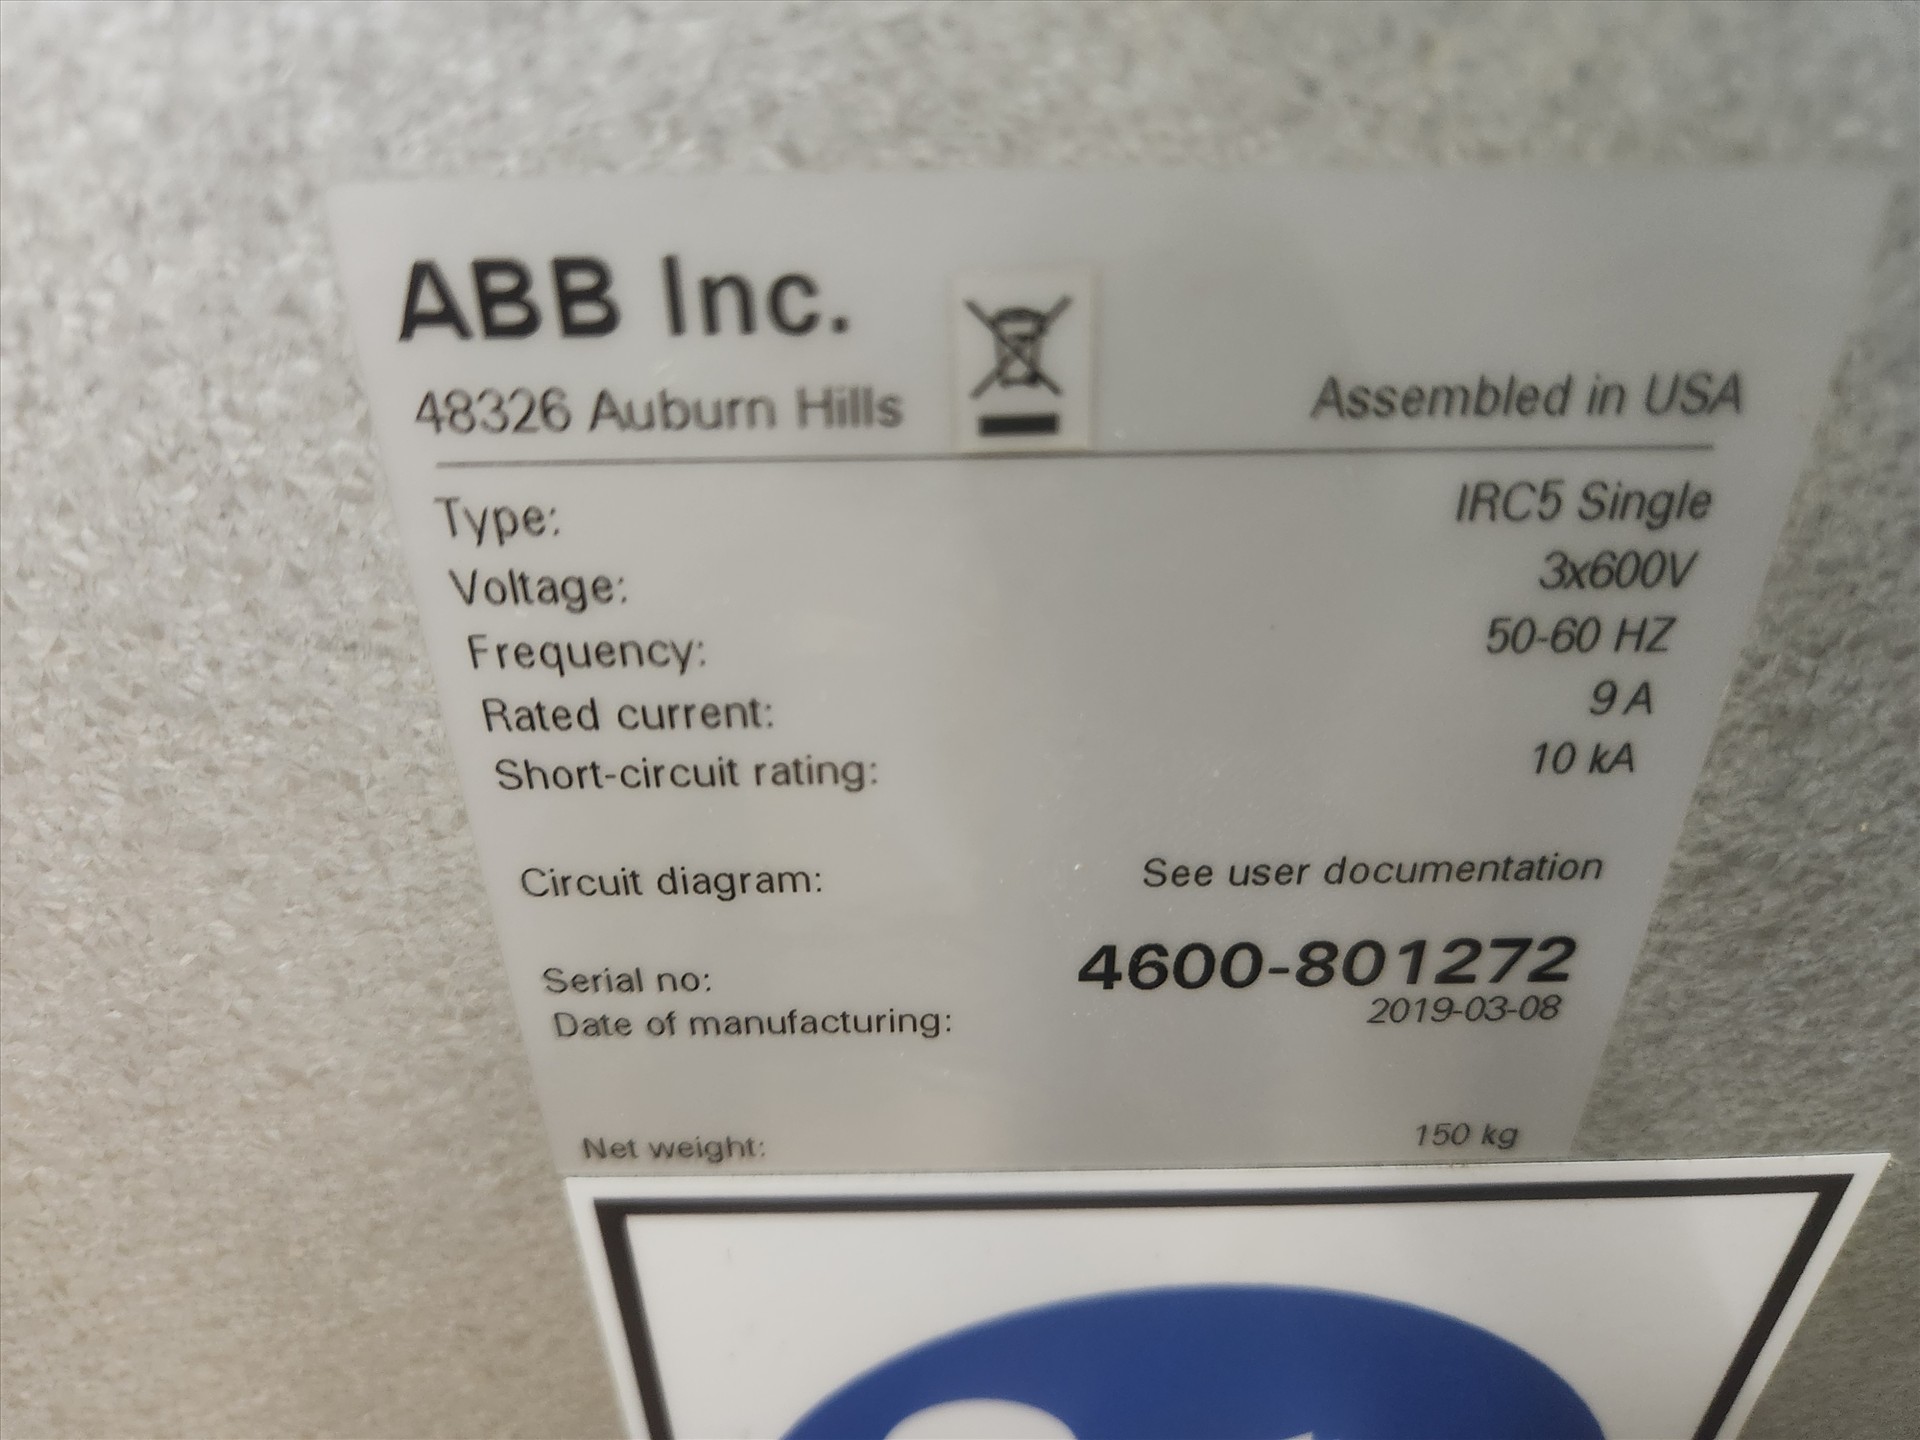 ABB Inc.
48326 Auburn Hills
Assembled in USA
Type: IRC5 Single
Voltage: 3x600V
Frequency: 50-60 HZ
Rated current: 9 A
Short-circuit rating: 10 kA
Circuit diagram: See user documentation
Serial no: 4600-801272
Date of manufacturing: 2019-03-08
Net weight: 150 kg